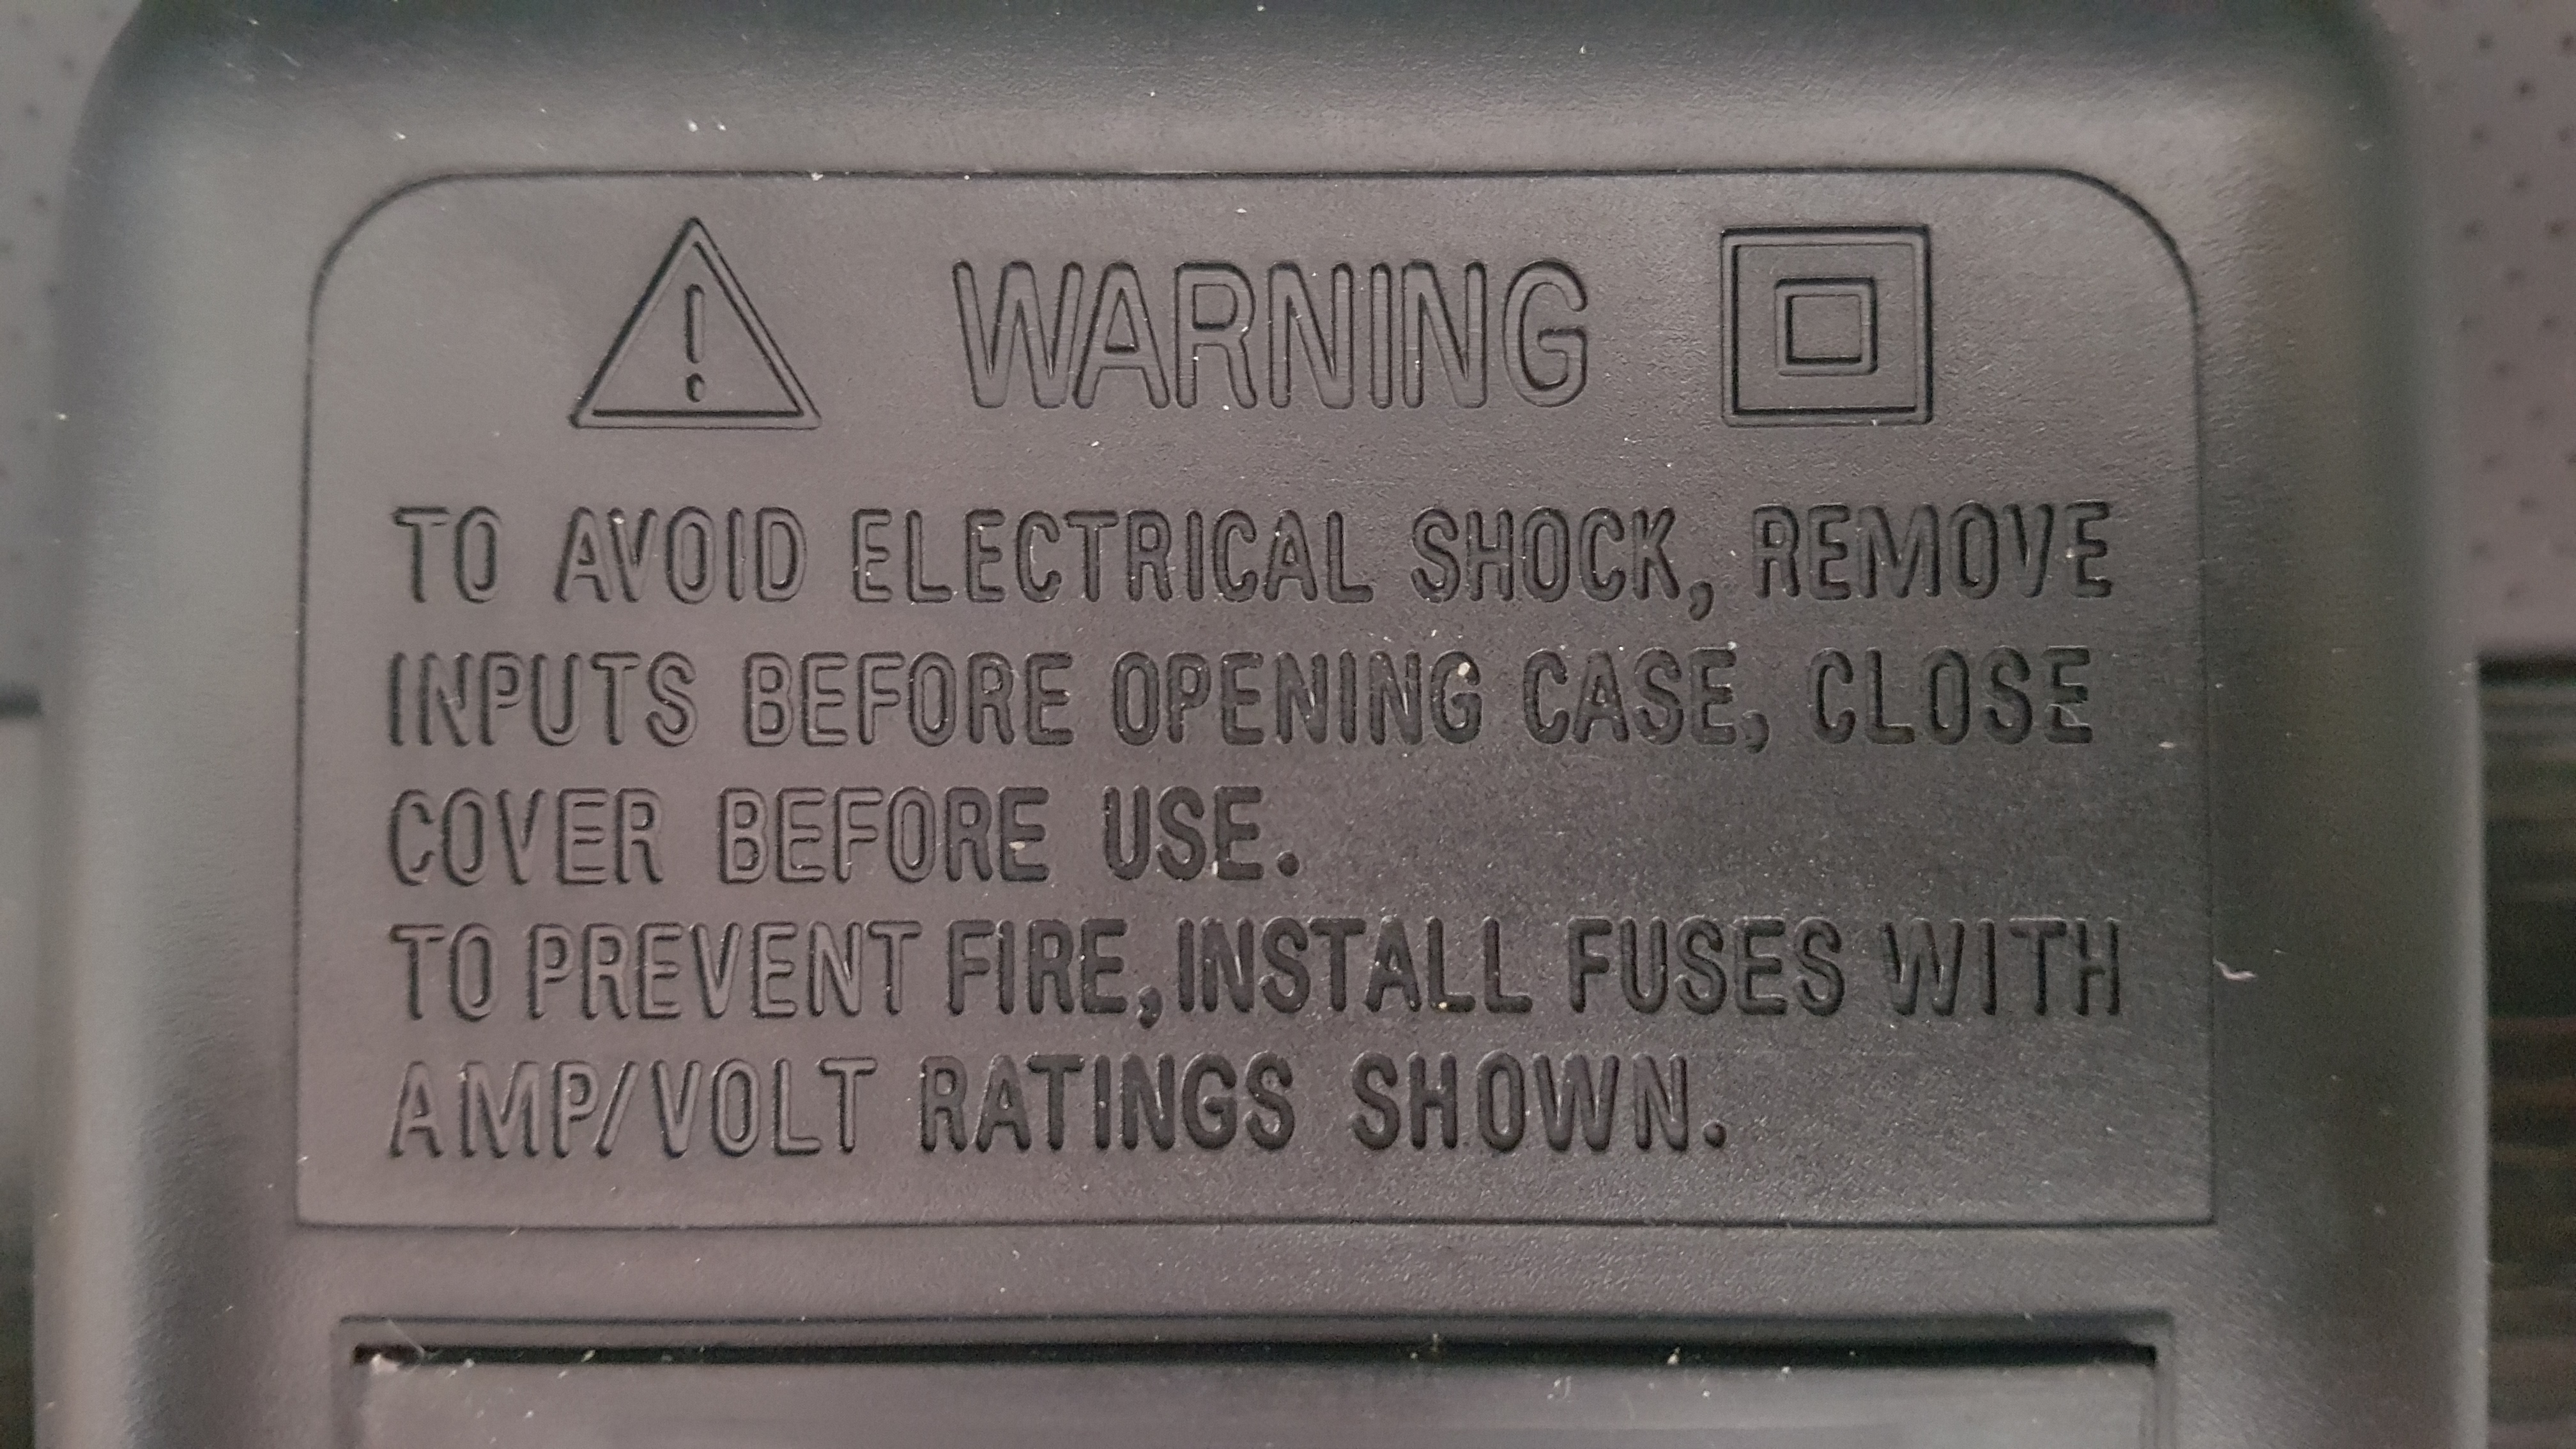 WARNING
TO AVOID ELECTRICAL SHOCK, REMOVE
INPUTS BEFORE OPENING CASE, CLOSE
COVER BEFORE USE.
TO PREVENT FIRE,INSTALL FUSES WITH
AMP/VOLT RATINGS SHOWN.